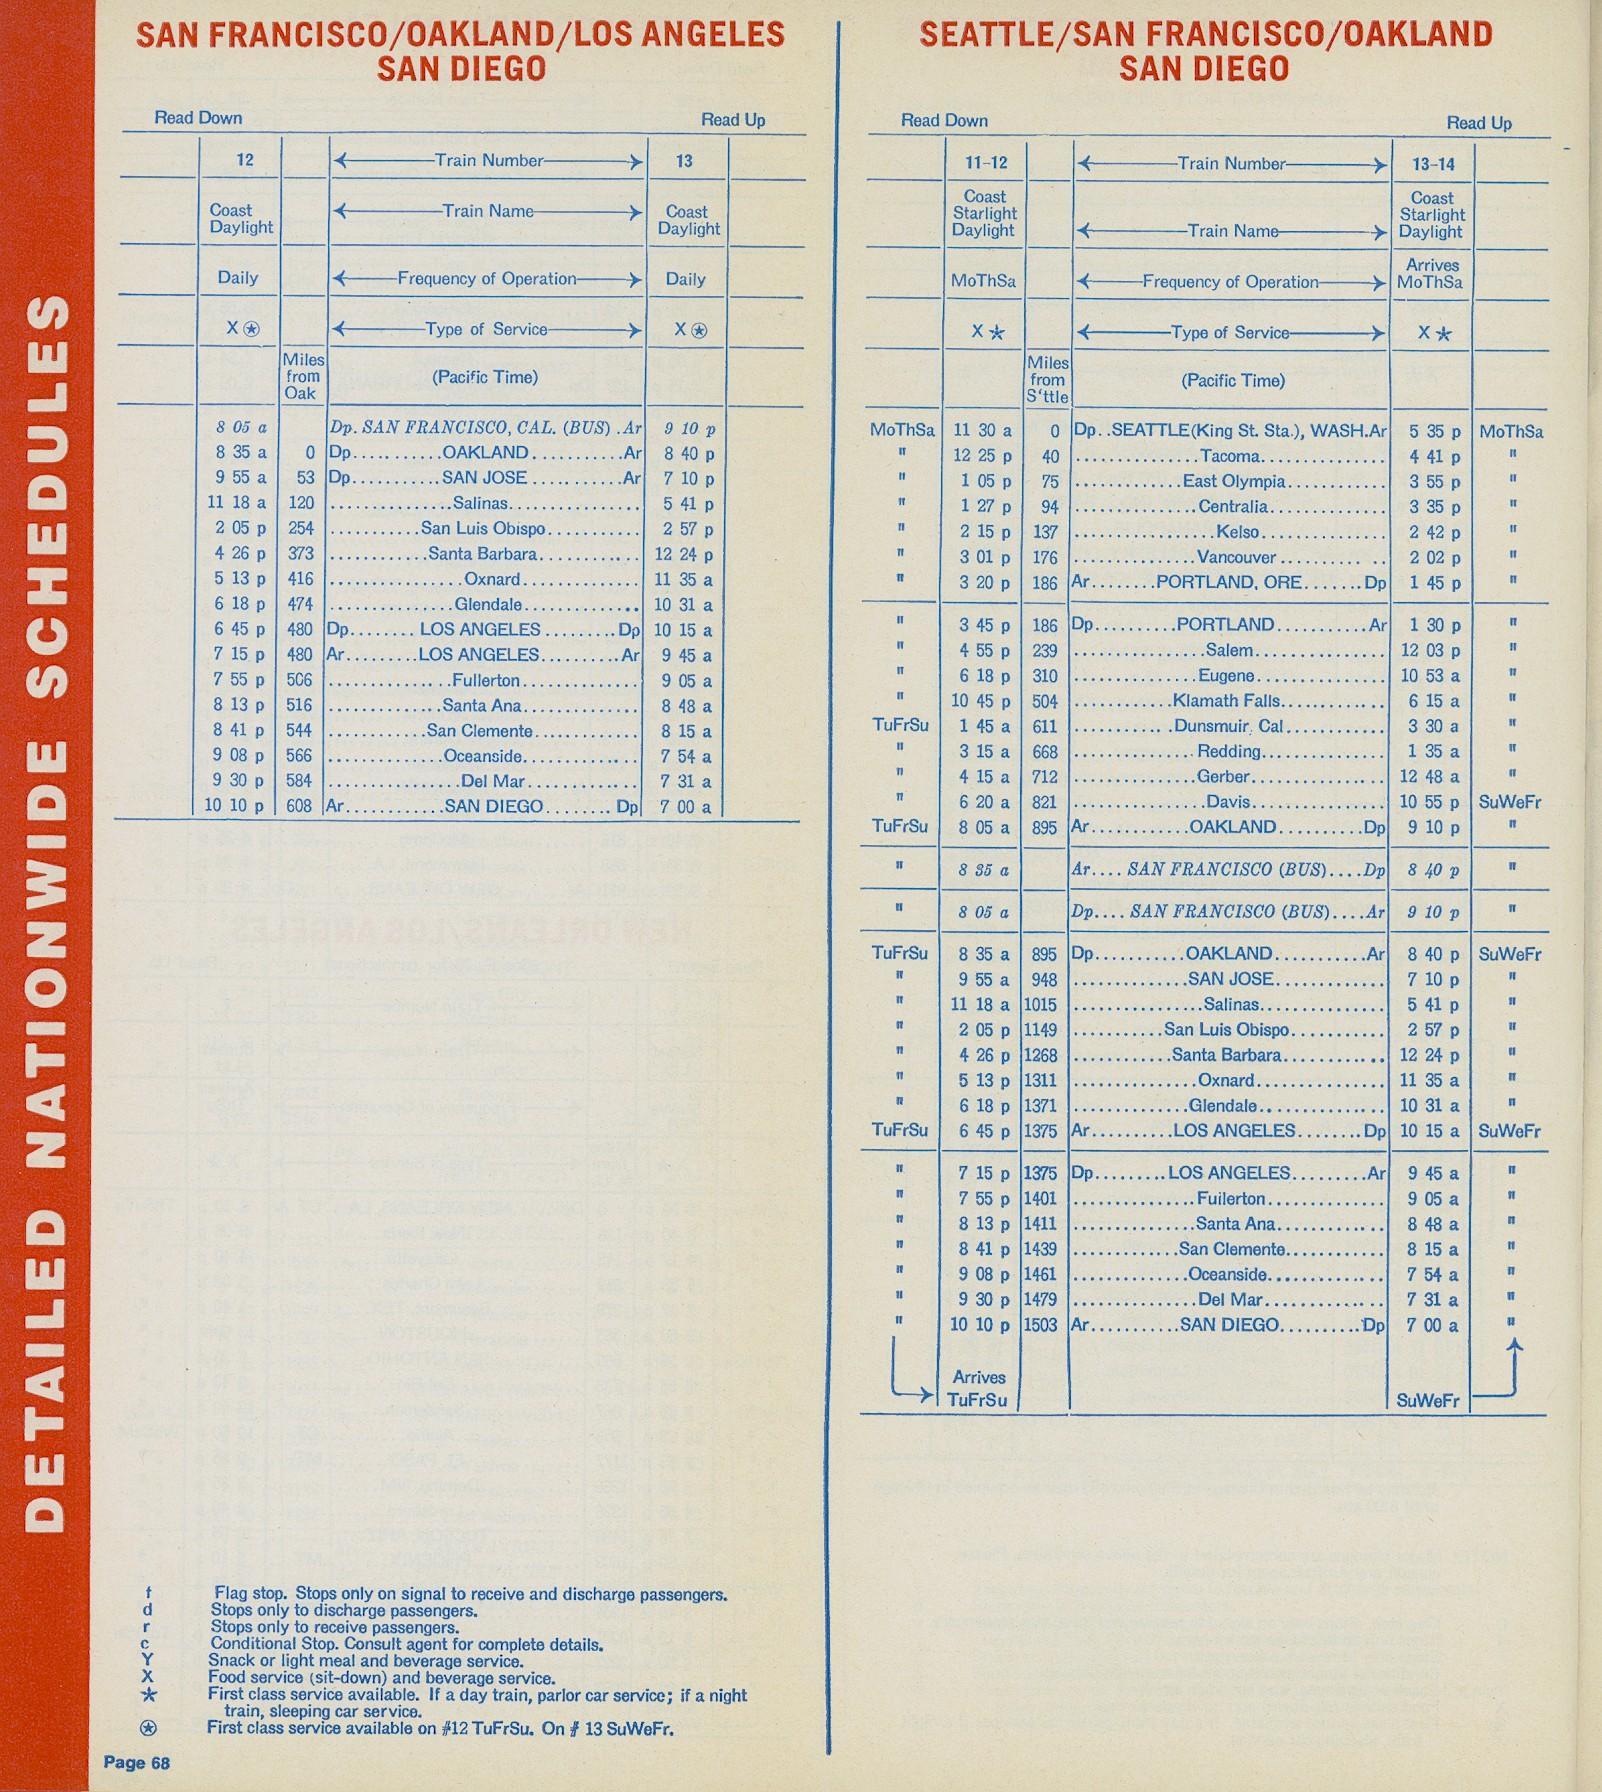 DETAILED NATIONWIDE SCHEDULES
SAN FRANCISCO/OAKLAND/LOS ANGELES
SAN DIEGO
Read Down Read Up
12 Train Number 13
Coast Daylight Train Name Coast Daylight
Daily Frequency of Operation Daily
X ⍟ Type of Service X ⍟
Miles from Oak (Pacific Time)
8 05 a Dp. SAN FRANCISCO, CAL. (BUS) .Ar 9 10 p
8 35 a 0 Dp...........OAKLAND...........Ar 8 40 p
9 55 a 53 Dp...........SAN JOSE...........Ar 7 10 p
11 18 a 120 ...............Salinas................ 5 41 p
2 05 p 254 ...........San Luis Obispo........... 2 57 p
4 26 p 373 ............Santa Barbara............ 12 24 p
5 13 p 416 ................Oxnard.............. 11 35 a
6 18 p 474 ...............Glendale.............. 10 31 a
6 45 p 480 Dp........ LOS ANGELES .........Dp 10 15 a
7 15 p 480 Ar.........LOS ANGELES..........Ar 9 45 a
7 55 p 506 ...............Fullerton.............. 9 05 a
8 13 p 516 ..............Santa Ana.............. 8 48 a
8 41 p 544 ............San Clemente............. 8 15 a
9 08 p 566 ..............Oceanside.............. 7 54 a
9 30 p 584 ................Del Mar.............. 7 31 a
10 10 p 608 Ar............SAN DIEGO........ Dp 7 00 a
f Flag stop. Stops only on signal to receive and discharge passengers.
d Stops only to discharge passengers.
r Stops only to receive passengers.
c Conditional Stop. Consult agent for complete details.
Y Snack or light meal and beverage service.
X Food service (sit-down) and beverage service.
★ First class service available. If a day train, parlor car service; if a night
train, sleeping car service.
⍟ First class service available on #12 TuFrSu. On # 13 SuWeFr.
Page 68
SEATTLE/SAN FRANCISCO/OAKLAND
SAN DIEGO
Read Down Read Up
11-12 Train Number 13-14
Coast Starlight Daylight Train Name Coast Starlight Daylight
MoThSa Frequency of Operation Arrives MoThSa
X ★ Type of Service X ★
Miles from S'ttle (Pacific Time)
MoThSa 11 30 a 0 Dp..SEATTLE(King St. Sta.), WASH.Ar 5 35 p MoThSa
" 12 25 p 40 ................Tacoma............... 4 41 p "
" 1 05 p 75 ..............East Olympia............ 3 55 p "
" 1 27 p 94 ................Centralia.............. 3 35 p "
" 2 15 p 137 ..................Kelso............... 2 42 p "
" 3 01 p 176 ................Vancouver .......... .. 2 02 p "
" 3 20 p 186 Ar........PORTLAND, ORE.......Dp 1 45 p "
" 3 45 p 186 Dp..........PORTLAND...........Ar 1 30 p "
" 4 55 p 239 .................Salem................ 12 03 p "
" 6 18 p 310 ................Eugene................ 10 53 a "
" 10 45 p 504 .............Klamath Falls............. 6 15 a "
TuFrSu 1 45 a 611 .............Dunsmuir, Cal............. 3 30 a "
" 3 15 a 668 ................Redding............... 1 35 a "
" 4 15 a 712 ................Gerber................ 12 48 a "
" 6 20 a 821 .................Davis................ 10 55 p SuWeFr
TuFrSu 8 05 a 895 Ar............OAKLAND..........Dp 9 10 p "
" 8 35 a Ar.... SAN FRANCISCO (BUS)....Dp 8 40 p "
" 8 05 a Dp.... SAN FRANCISCO (BUS)....Ar 9 10 p "
TuFrSu 8 35 a 895 Dp...........OAKLAND...........Ar 8 40 p SuWeFr
" 9 55 a 948 ...............SAN JOSE.............. 7 10 p "
" 11 18 a 1015 .................Salinas............... 5 41 p "
" 2 05 p 1149 ............San Luis Obispo............ 2 57 p "
" 4 26 p 1268 .............Santa Barbara............. 12 24 p "
" 5 13 p 1311 ................Oxnard................ 11 35 a "
" 6 18 p 1371 ...............Glendale............... 10 31 a "
TuFrSu 6 45 p 1375 Ar..........LOS ANGELES........Dp 10 15 a SuWeFr
" 7 15 p 1375 Dp.........LOS ANGELES.........Ar 9 45 a "
" 7 55 p 1401 ................Fullerton............... 9 05 a "
" 8 13 p 1411 ................Santa Ana.............. 8 48 a "
" 8 41 p 1439 ..............San Clemente............ 8 15 a "
" 9 08 p 1461 ...............Oceanside.............. 7 54 a "
" 9 30 p 1479 ................Del Mar............... 7 31 a "
" 10 10 p 1503 Ar...........SAN DIEGO..........Dp 7 00 a "
Arrives
TuFrSu SuWeFr